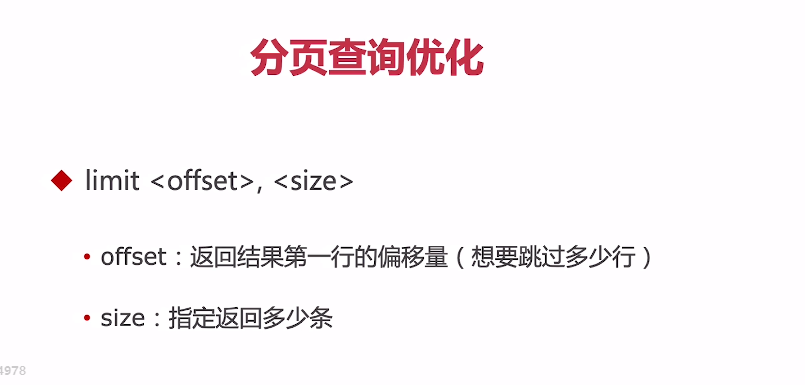 分页查询优化
limit <offset>, <size>
offset：返回结果第一行的偏移量（想要跳过多少行）
size：指定返回多少条
4978